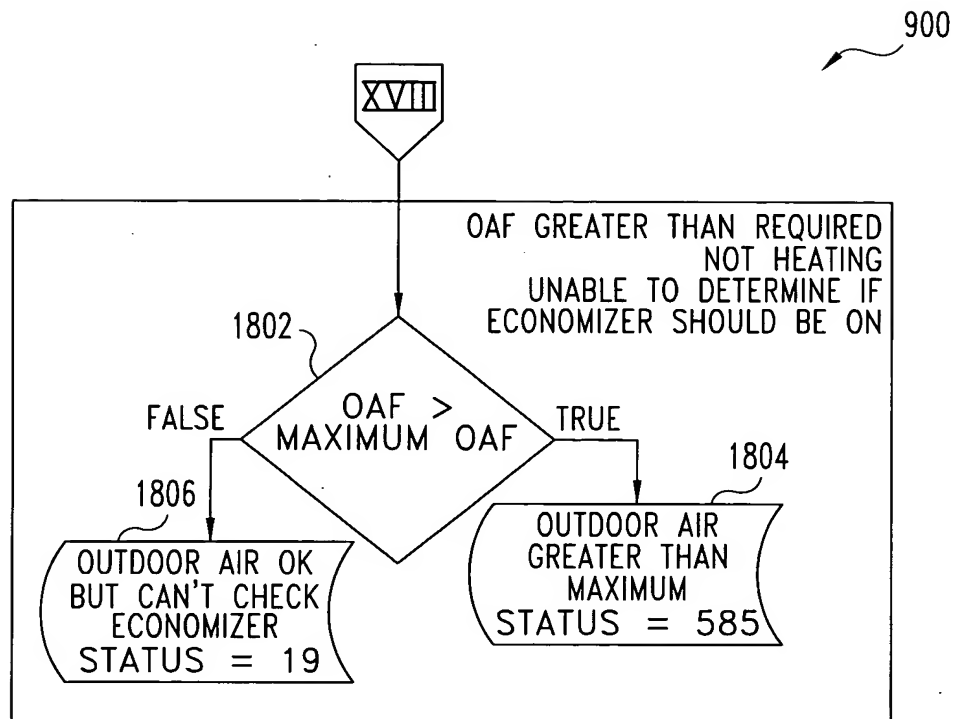 900
XVIII
OAF GREATER THAN REQUIRED
NOT HEATING
UNABLE TO DETERMINE IF
ECONOMIZER SHOULD BE ON
1802
OAF >
MAXIMUM OAF
FALSE
TRUE
1804
1806
OUTDOOR AIR
GREATER THAN
MAXIMUM
STATUS = 585
OUTDOOR AIR OK
BUT CAN'T CHECK
ECONOMIZER
STATUS = 19